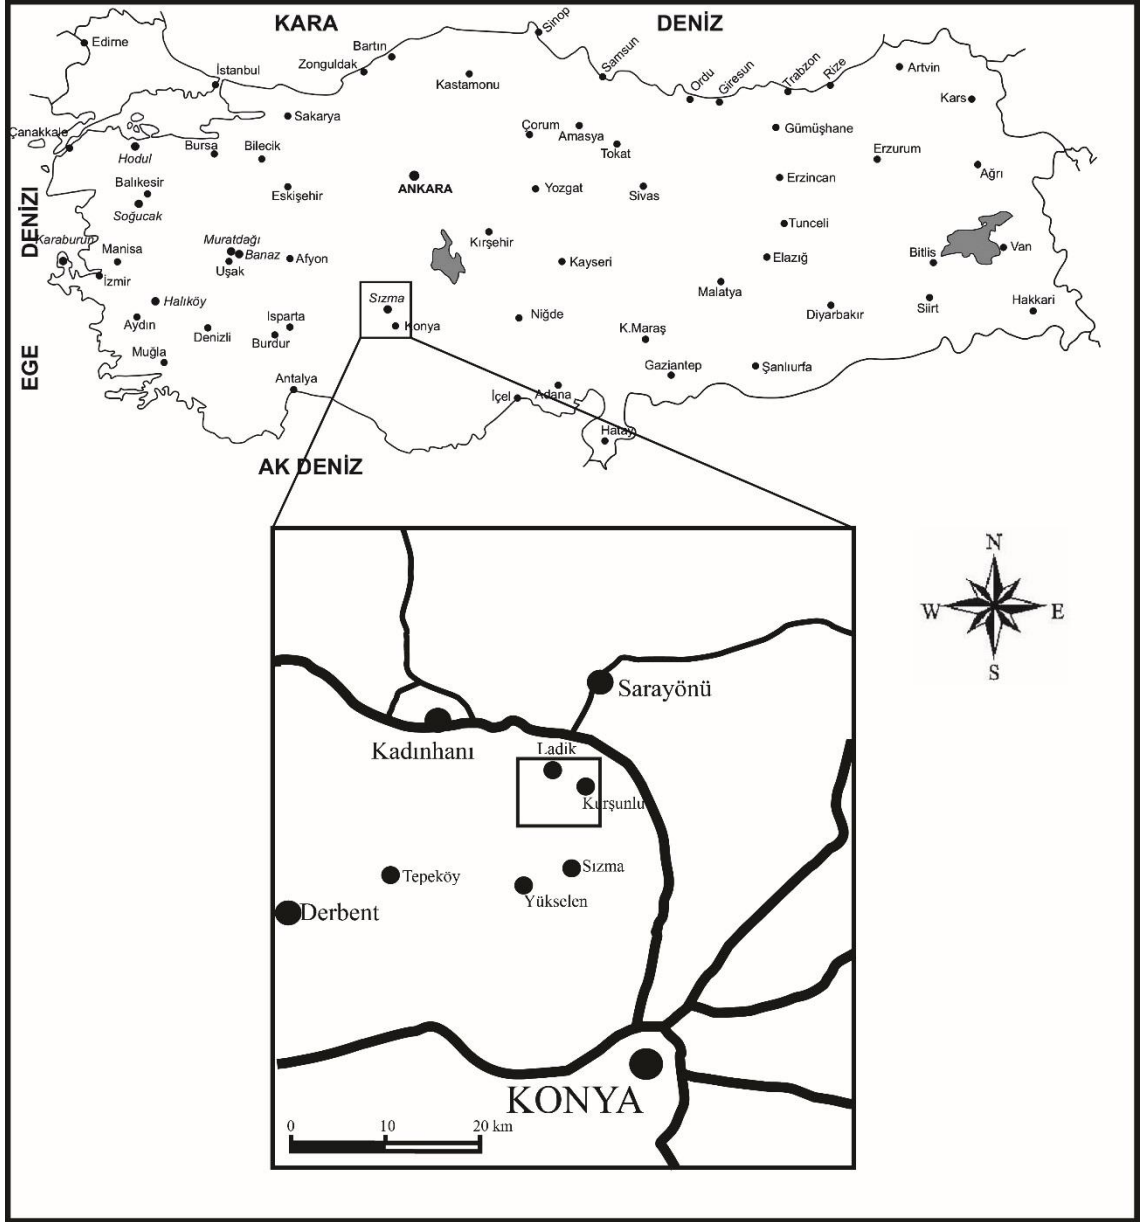 KARA
DENİZ
Sinop
Edirne
Bartın
Zonguldak
Samsun
İstanbul
Kastamonu
Ordu
Giresun
Trabzon
Rize
Artvin
Kars
Sakarya
Çanakkale
Hodul
Bursa
Bilecik
Çorum
Amasya
Tokat
Gümüşhane
Erzurum
Ağrı
Balıkesir
Soğucak
Eskişehir
ANKARA
Yozgat
Sivas
Erzincan
DENİZİ
Tunceli
Karaburun
Manisa
Muratdağı
Banaz
Uşak
Afyon
Kırşehir
Kayseri
Elazığ
Bitlis
Van
İzmir
Malatya
Halıköy
Sızma
Siirt
Hakkari
Aydın
Denizli
Isparta
Burdur
Konya
Niğde
K.Maraş
Diyarbakır
EGE
Muğla
Antalya
İçel
Adana
Gaziantep
Şanlıurfa
Hatay
AK DENİZ
N
W
E
S
Sarayönü
Kadınhanı
Ladik
Kurşunlu
Sızma
Tepeköy
Yükselen
Derbent
KONYA
0 10 20 km